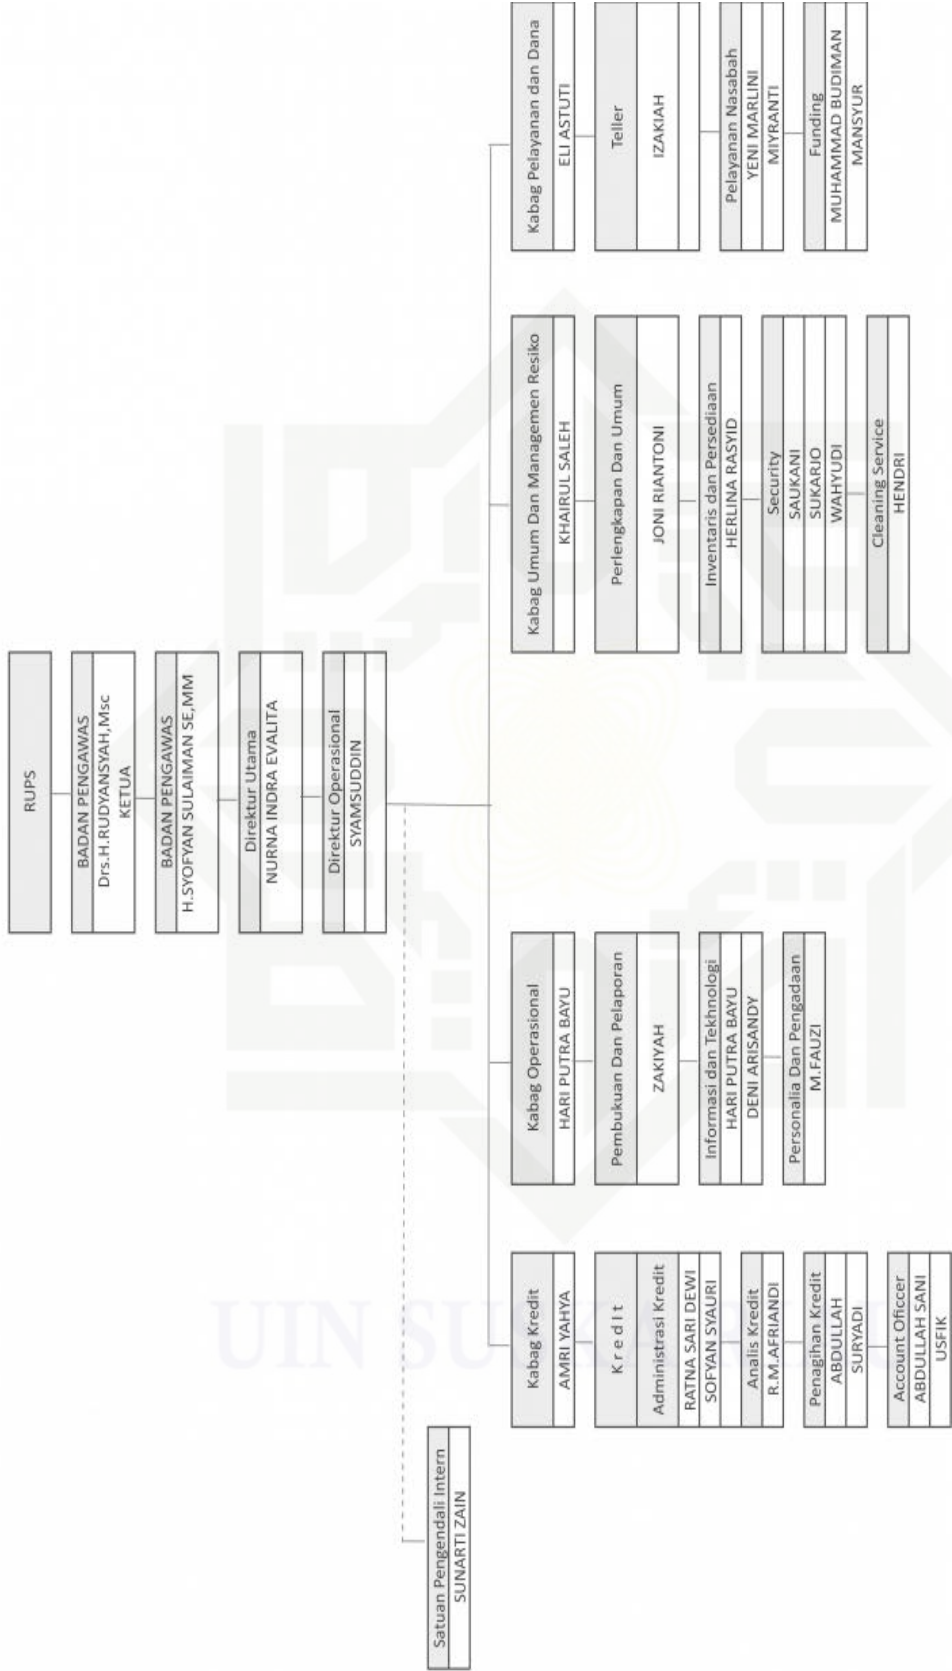 RUPS
BADAN PENGAWAS
Drs.H.RUDYANSYAH,Msc
KETUA
BADAN PENGAWAS
H.SYOFYAN SULAIMAN SE,MM
Direktur Utama
NURNA INDRA EVALITA
Direktur Operasional
SYAMSUDDIN
Satuan Pengendali Intern
SUNARTI ZAIN
Kabag Kredit
AMRI YAHYA
K r e d I t
Administrasi Kredit
RATNA SARI DEWI
SOFYAN SYAURI
Analis Kredit
R.M.AFRIANDI
Penagihan Kredit
ABDULLAH
SURYADI
Account Oficcer
ABDULLAH SANI
USFIK
Kabag Operasional
HARI PUTRA BAYU
Pembukuan Dan Pelaporan
ZAKIYAH
Informasi dan Tekhnologi
HARI PUTRA BAYU
DENI ARISANDY
Personalia Dan Pengadaan
M.FAUZI
Kabag Umum Dan Managemen Resiko
KHAIRUL SALEH
Perlengkapan Dan Umum
JONI RIANTONI
Inventaris dan Persediaan
HERLINA RASYID
Security
SAUKANI
SUKARJO
WAHYUDI
Cleaning Service
HENDRI
Kabag Pelayanan dan Dana
ELI ASTUTI
Teller
IZAKIAH
Pelayanan Nasabah
YENI MARLINI
MIYRANTI
Funding
MUHAMMAD BUDIMAN
MANSYUR
UIN SUSKA RIAU